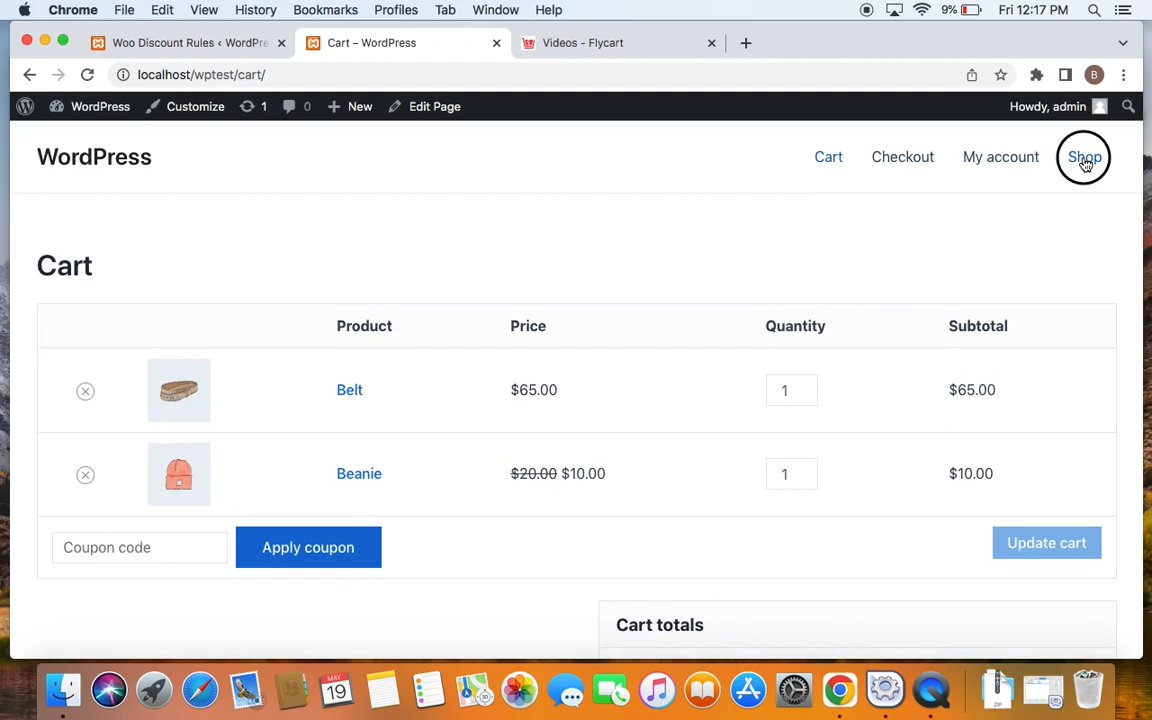 Chrome File Edit View History Bookmarks Profiles Tab Window Help 9% Fri 12:17 PM
Woo Discount Rules ‹ WordPre Cart – WordPress Videos - Flycart
localhost/wptest/cart/ B
WordPress Customize 1 0 New Edit Page Howdy, admin
WordPress Cart Checkout My account Shop
Cart
Product Price Quantity Subtotal
Belt $65.00 1 $65.00
Beanie $20.00 $10.00 1 $10.00
Coupon code Apply coupon Update cart
Cart totals
MAY
19
ZIP